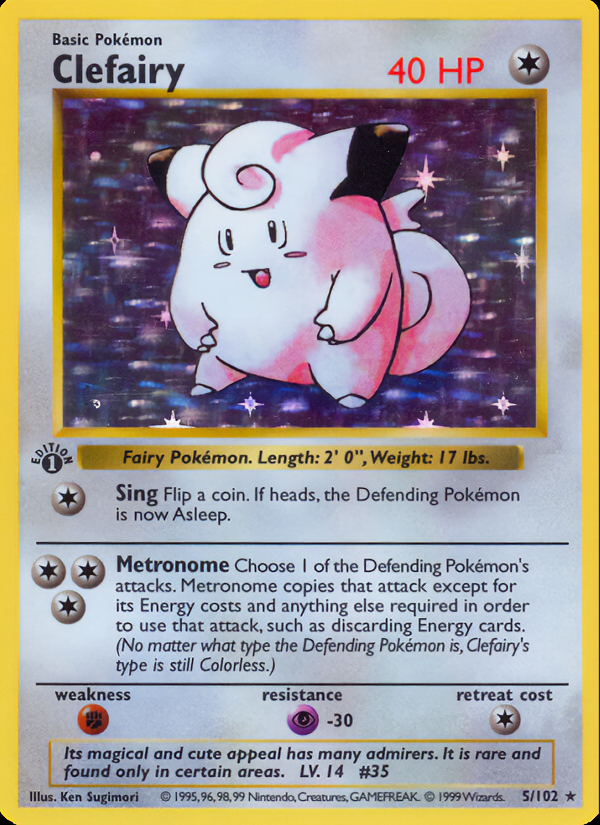 Basic Pokémon
Clefairy 40 HP
EDITION 1
Fairy Pokémon. Length: 2' 0", Weight: 17 lbs.
Sing Flip a coin. If heads, the Defending Pokémon
is now Asleep.
Metronome Choose 1 of the Defending Pokémon's
attacks. Metronome copies that attack except for
its Energy costs and anything else required in order
to use that attack, such as discarding Energy cards.
(No matter what type the Defending Pokémon is, Clefairy's
type is still Colorless.)
weakness resistance retreat cost
-30
Its magical and cute appeal has many admirers. It is rare and
found only in certain areas. LV. 14 #35
Illus. Ken Sugimori © 1995, 96, 98, 99 Nintendo, Creatures, GAMEFREAK. © 1999 Wizards. 5/102 ★